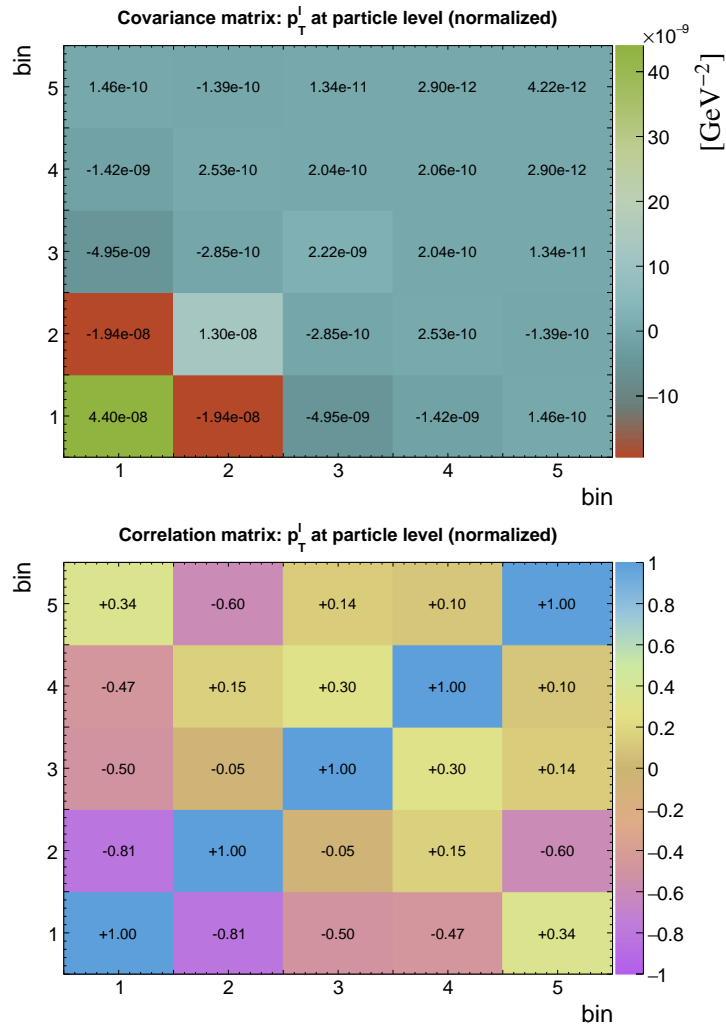 Covariance matrix: p_T^l at particle level (normalized)
bin
×10^−9
[GeV^−2]
5 1.46e-10 -1.39e-10 1.34e-11 2.90e-12 4.22e-12
4 -1.42e-09 2.53e-10 2.04e-10 2.06e-10 2.90e-12
3 -4.95e-09 -2.85e-10 2.22e-09 2.04e-10 1.34e-11
2 -1.94e-08 1.30e-08 -2.85e-10 2.53e-10 -1.39e-10
1 4.40e-08 -1.94e-08 -4.95e-09 -1.42e-09 1.46e-10
1 2 3 4 5
bin
40
30
20
10
0
−10
Correlation matrix: p_T^l at particle level (normalized)
bin
5 +0.34 -0.60 +0.14 +0.10 +1.00
4 -0.47 +0.15 +0.30 +1.00 +0.10
3 -0.50 -0.05 +1.00 +0.30 +0.14
2 -0.81 +1.00 -0.05 +0.15 -0.60
1 +1.00 -0.81 -0.50 -0.47 +0.34
1 2 3 4 5
bin
1
0.8
0.6
0.4
0.2
0
−0.2
−0.4
−0.6
−0.8
−1